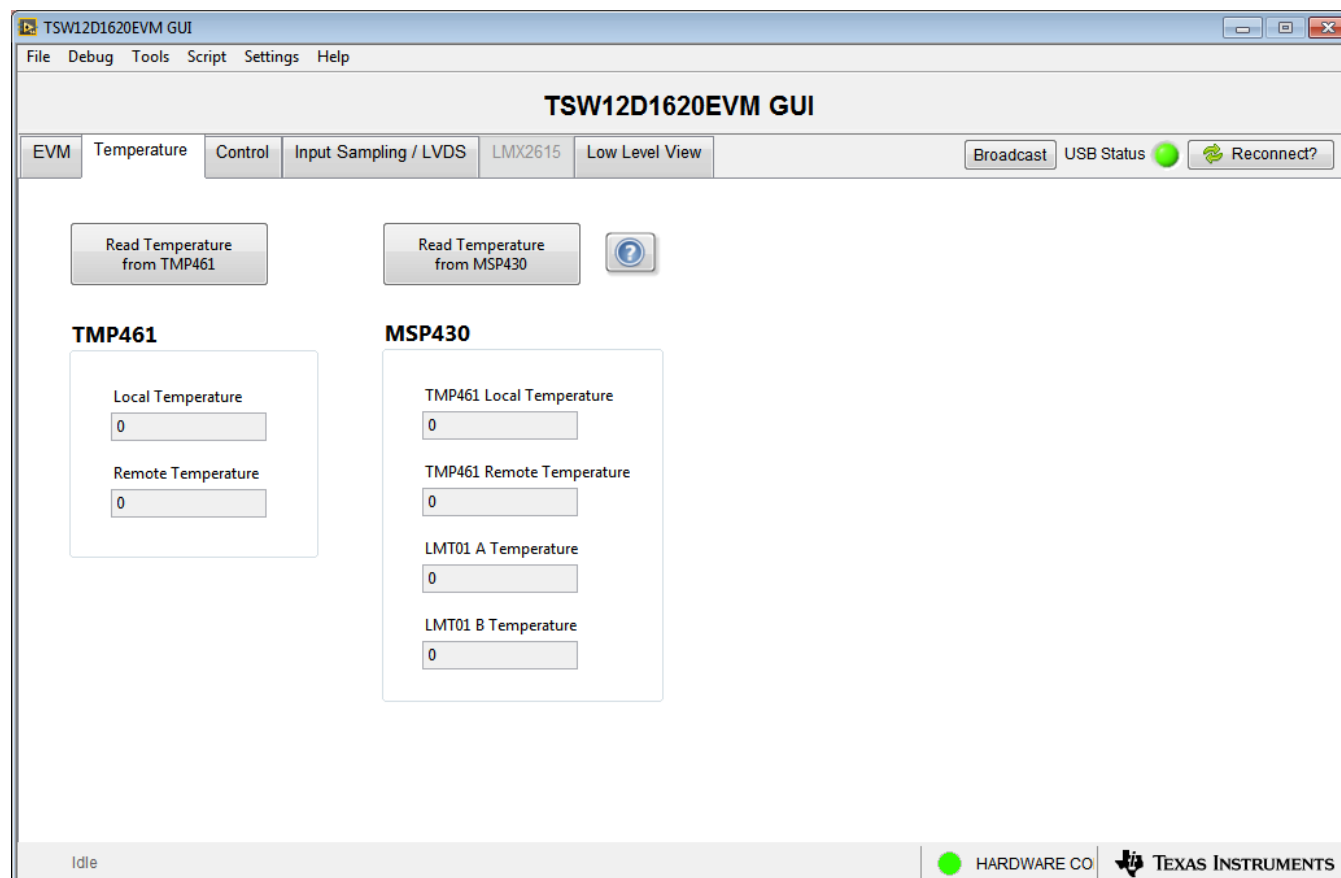 TSW12D1620EVM GUI
File Debug Tools Script Settings Help
TSW12D1620EVM GUI
EVM Temperature Control Input Sampling / LVDS LMX2615 Low Level View Broadcast USB Status Reconnect?
Read Temperature
from TMP461
Read Temperature
from MSP430
?
TMP461
Local Temperature
0
Remote Temperature
0
MSP430
TMP461 Local Temperature
0
TMP461 Remote Temperature
0
LMT01 A Temperature
0
LMT01 B Temperature
0
Idle HARDWARE CO TEXAS INSTRUMENTS